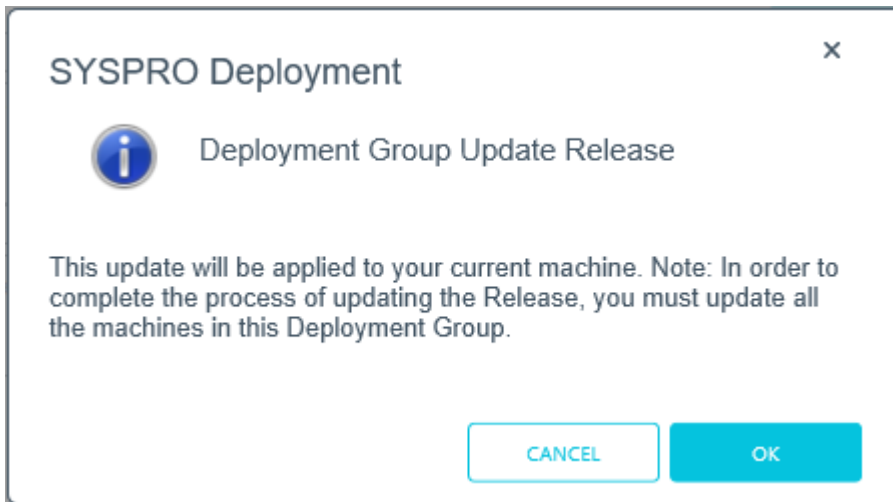 SYSPRO Deployment
Deployment Group Update Release
This update will be applied to your current machine. Note: In order to
complete the process of updating the Release, you must update all
the machines in this Deployment Group.
CANCEL
OK